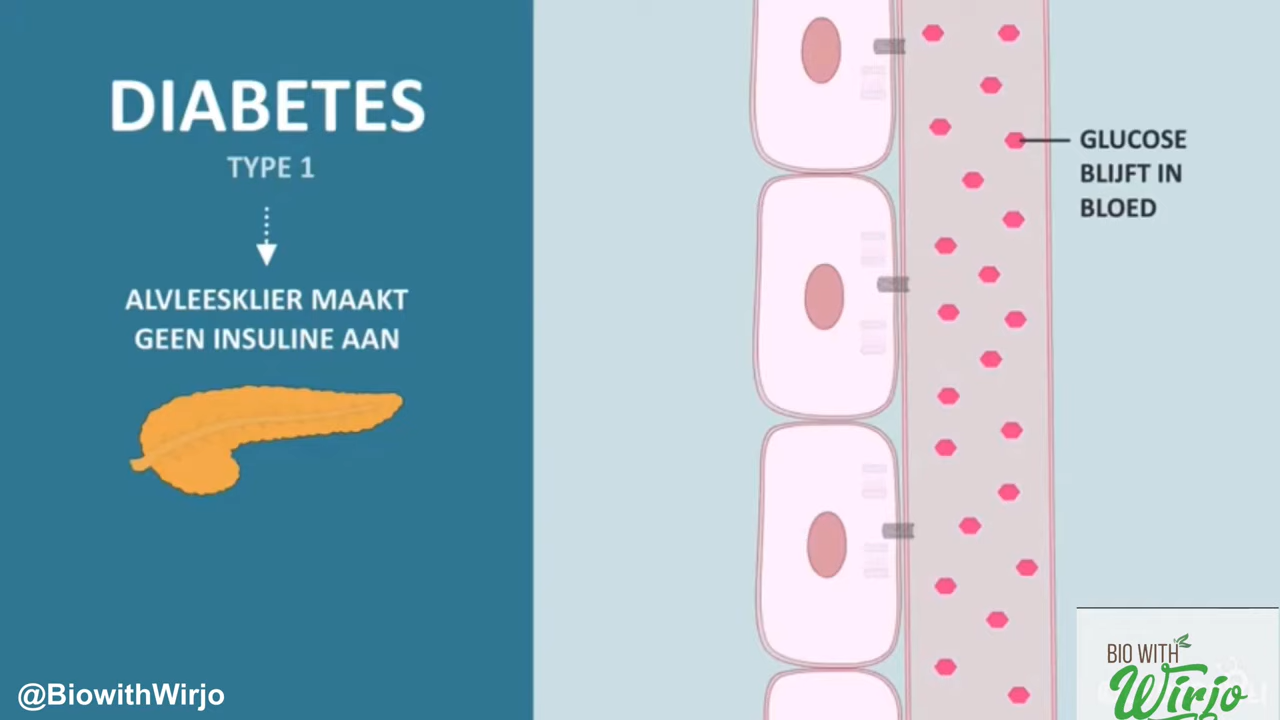 DIABETES
TYPE 1
ALVLEESKLIER MAAKT
GEEN INSULINE AAN
GLUCOSE
BLIJFT IN
BLOED
@BiowithWirjo
BIO WITH
Wirjo